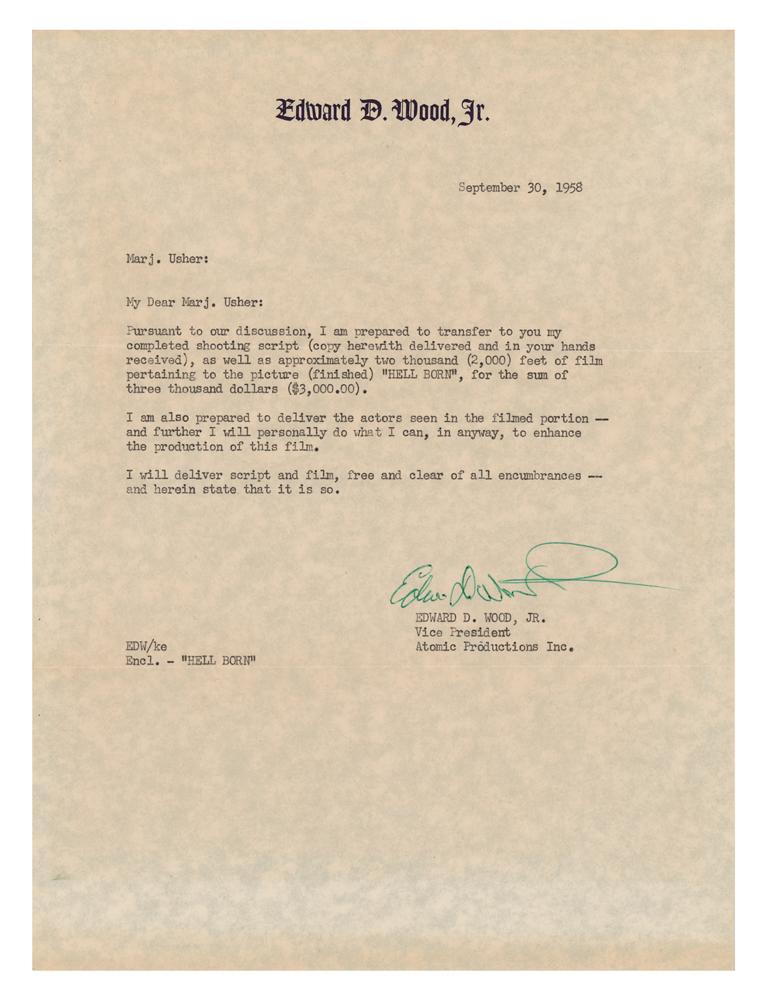 Edward D. Wood, Jr.
September 30, 1958
Marj. Usher:
My Dear Marj. Usher:
Pursuant to our discussion, I am prepared to transfer to you my
completed shooting script (copy herewith delivered and in your hands
received), as well as approximately two thousand (2,000) feet of film
pertaining to the picture (finished) "HELL BORN", for the sum of
three thousand dollars ($3,000.00).
I am also prepared to deliver the actors seen in the filmed portion --
and further I will personally do what I can, in anyway, to enhance
the production of this film.
I will deliver script and film, free and clear of all encumbrances --
and herein state that it is so.
Edw D Wood
EDWARD D. WOOD, JR.
Vice President
Atomic Productions Inc.
EDW/ke
Encl. - "HELL BORN"